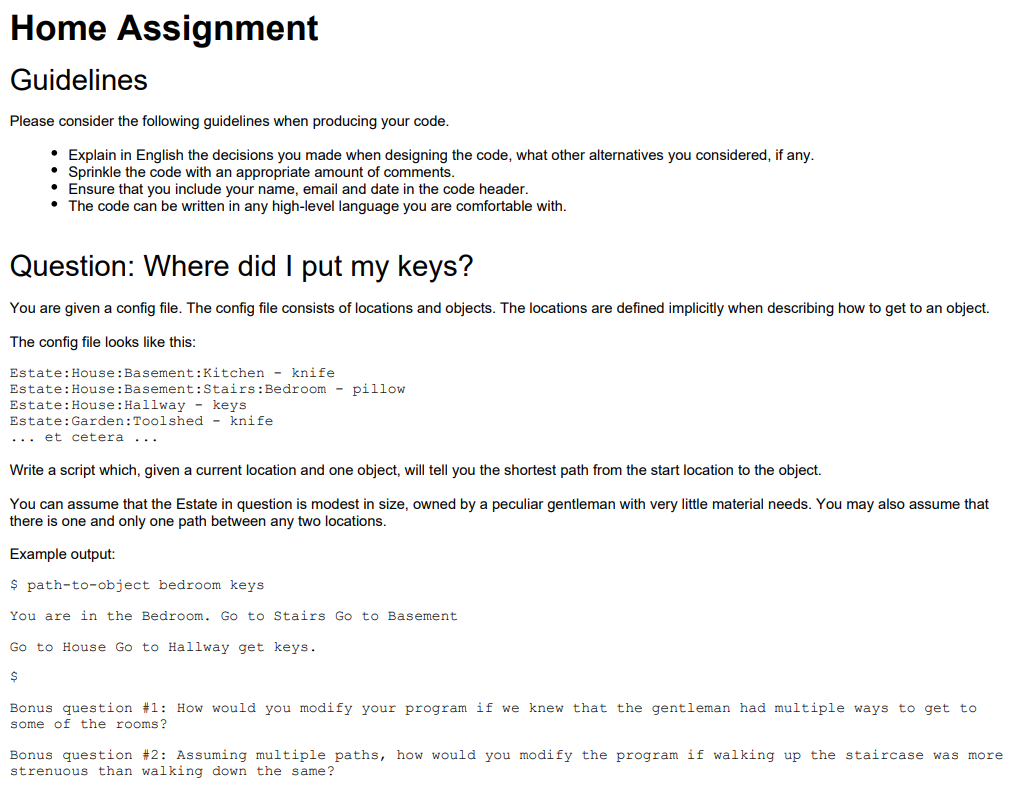 Home Assignment
Guidelines
Please consider the following guidelines when producing your code.
• Explain in English the decisions you made when designing the code, what other alternatives you considered, if any.
• Sprinkle the code with an appropriate amount of comments.
• Ensure that you include your name, email and date in the code header.
• The code can be written in any high-level language you are comfortable with.
Question: Where did I put my keys?
You are given a config file. The config file consists of locations and objects. The locations are defined implicitly when describing how to get to an object.
The config file looks like this:
Estate:House:Basement:Kitchen - knife
Estate:House:Basement:Stairs:Bedroom - pillow
Estate:House:Hallway - keys
Estate:Garden:Toolshed - knife
... et cetera ...
Write a script which, given a current location and one object, will tell you the shortest path from the start location to the object.
You can assume that the Estate in question is modest in size, owned by a peculiar gentleman with very little material needs. You may also assume that
there is one and only one path between any two locations.
Example output:
$ path-to-object bedroom keys
You are in the Bedroom. Go to Stairs Go to Basement
Go to House Go to Hallway get keys.
$
Bonus question #1: How would you modify your program if we knew that the gentleman had multiple ways to get to
some of the rooms?
Bonus question #2: Assuming multiple paths, how would you modify the program if walking up the staircase was more
strenuous than walking down the same?